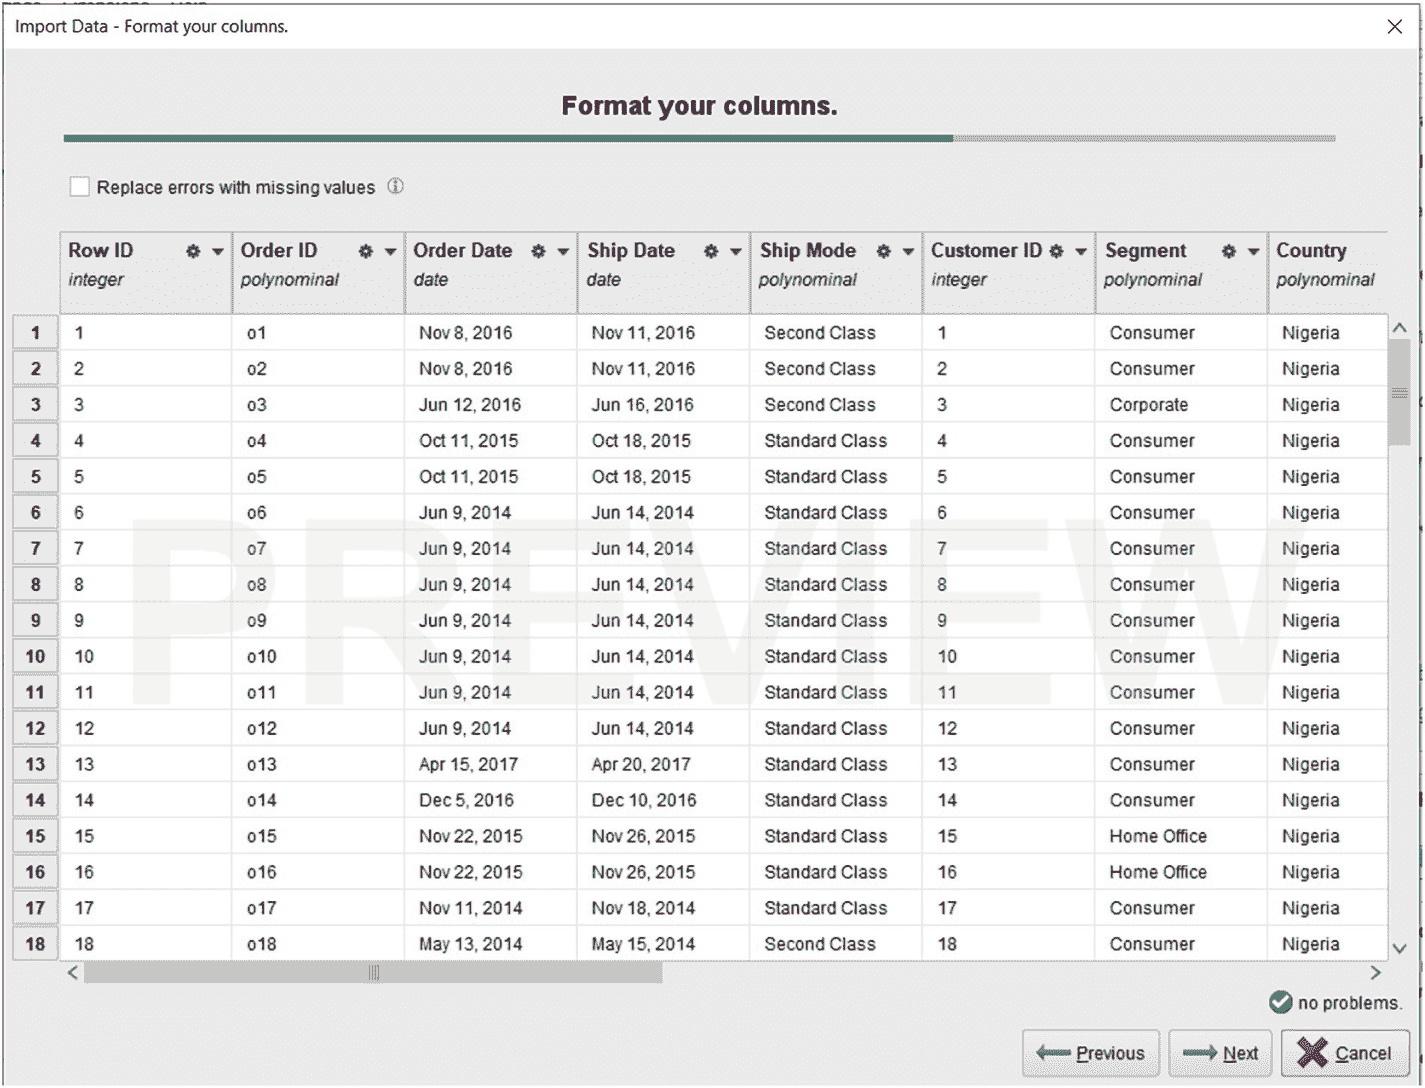 Import Data - Format your columns.
Format your columns.
Replace errors with missing values
Row ID Order ID Order Date Ship Date Ship Mode Customer ID Segment Country
integer polynominal date date polynominal integer polynominal polynominal
1 1 o1 Nov 8, 2016 Nov 11, 2016 Second Class 1 Consumer Nigeria
2 2 o2 Nov 8, 2016 Nov 11, 2016 Second Class 2 Consumer Nigeria
3 3 o3 Jun 12, 2016 Jun 16, 2016 Second Class 3 Corporate Nigeria
4 4 o4 Oct 11, 2015 Oct 18, 2015 Standard Class 4 Consumer Nigeria
5 5 o5 Oct 11, 2015 Oct 18, 2015 Standard Class 5 Consumer Nigeria
6 6 o6 Jun 9, 2014 Jun 14, 2014 Standard Class 6 Consumer Nigeria
7 7 o7 Jun 9, 2014 Jun 14, 2014 Standard Class 7 Consumer Nigeria
8 8 o8 Jun 9, 2014 Jun 14, 2014 Standard Class 8 Consumer Nigeria
PREVIEW
9 9 o9 Jun 9, 2014 Jun 14, 2014 Standard Class 9 Consumer Nigeria
10 10 o10 Jun 9, 2014 Jun 14, 2014 Standard Class 10 Consumer Nigeria
11 11 o11 Jun 9, 2014 Jun 14, 2014 Standard Class 11 Consumer Nigeria
12 12 o12 Jun 9, 2014 Jun 14, 2014 Standard Class 12 Consumer Nigeria
13 13 o13 Apr 15, 2017 Apr 20, 2017 Standard Class 13 Consumer Nigeria
14 14 o14 Dec 5, 2016 Dec 10, 2016 Standard Class 14 Consumer Nigeria
15 15 o15 Nov 22, 2015 Nov 26, 2015 Standard Class 15 Home Office Nigeria
16 16 o16 Nov 22, 2015 Nov 26, 2015 Standard Class 16 Home Office Nigeria
17 17 o17 Nov 11, 2014 Nov 18, 2014 Standard Class 17 Consumer Nigeria
18 18 o18 May 13, 2014 May 15, 2014 Second Class 18 Consumer Nigeria
no problems.
Previous Next Cancel